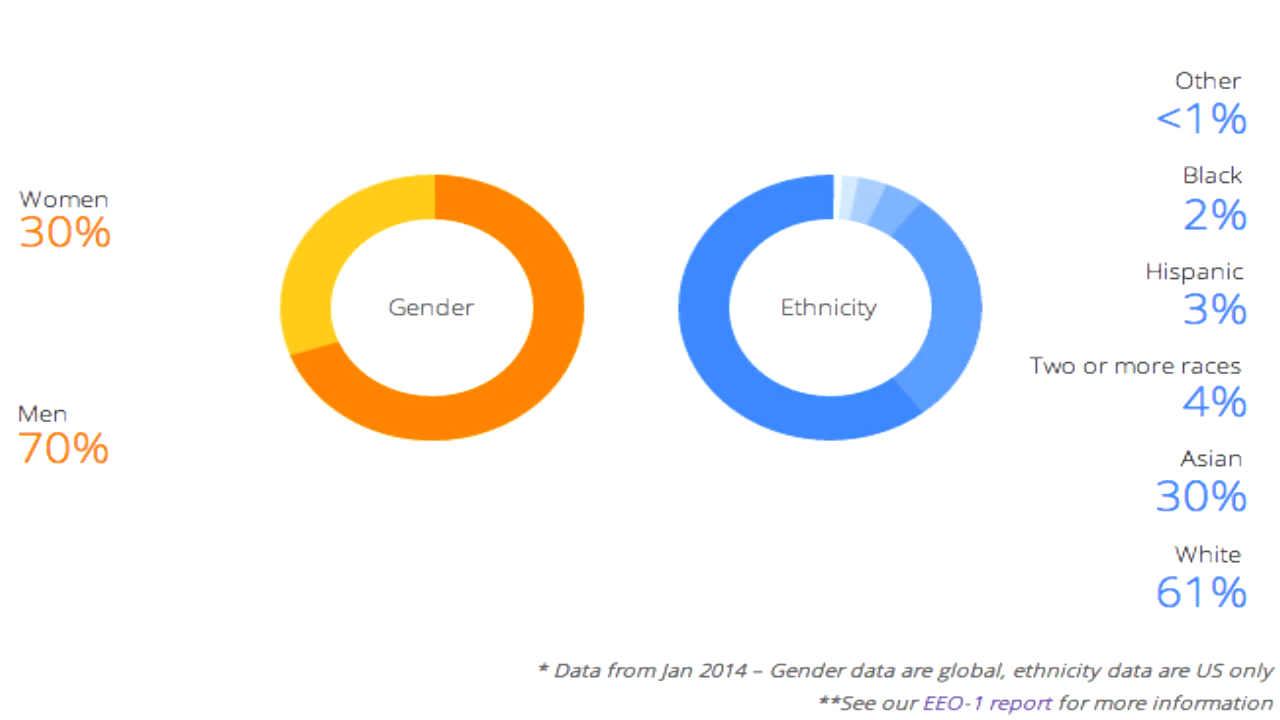 Women
30%
Men
70%
Gender
Ethnicity
Other
<1%
Black
2%
Hispanic
3%
Two or more races
4%
Asian
30%
White
61%
* Data from Jan 2014 – Gender data are global, ethnicity data are US only
**See our EEO-1 report for more information